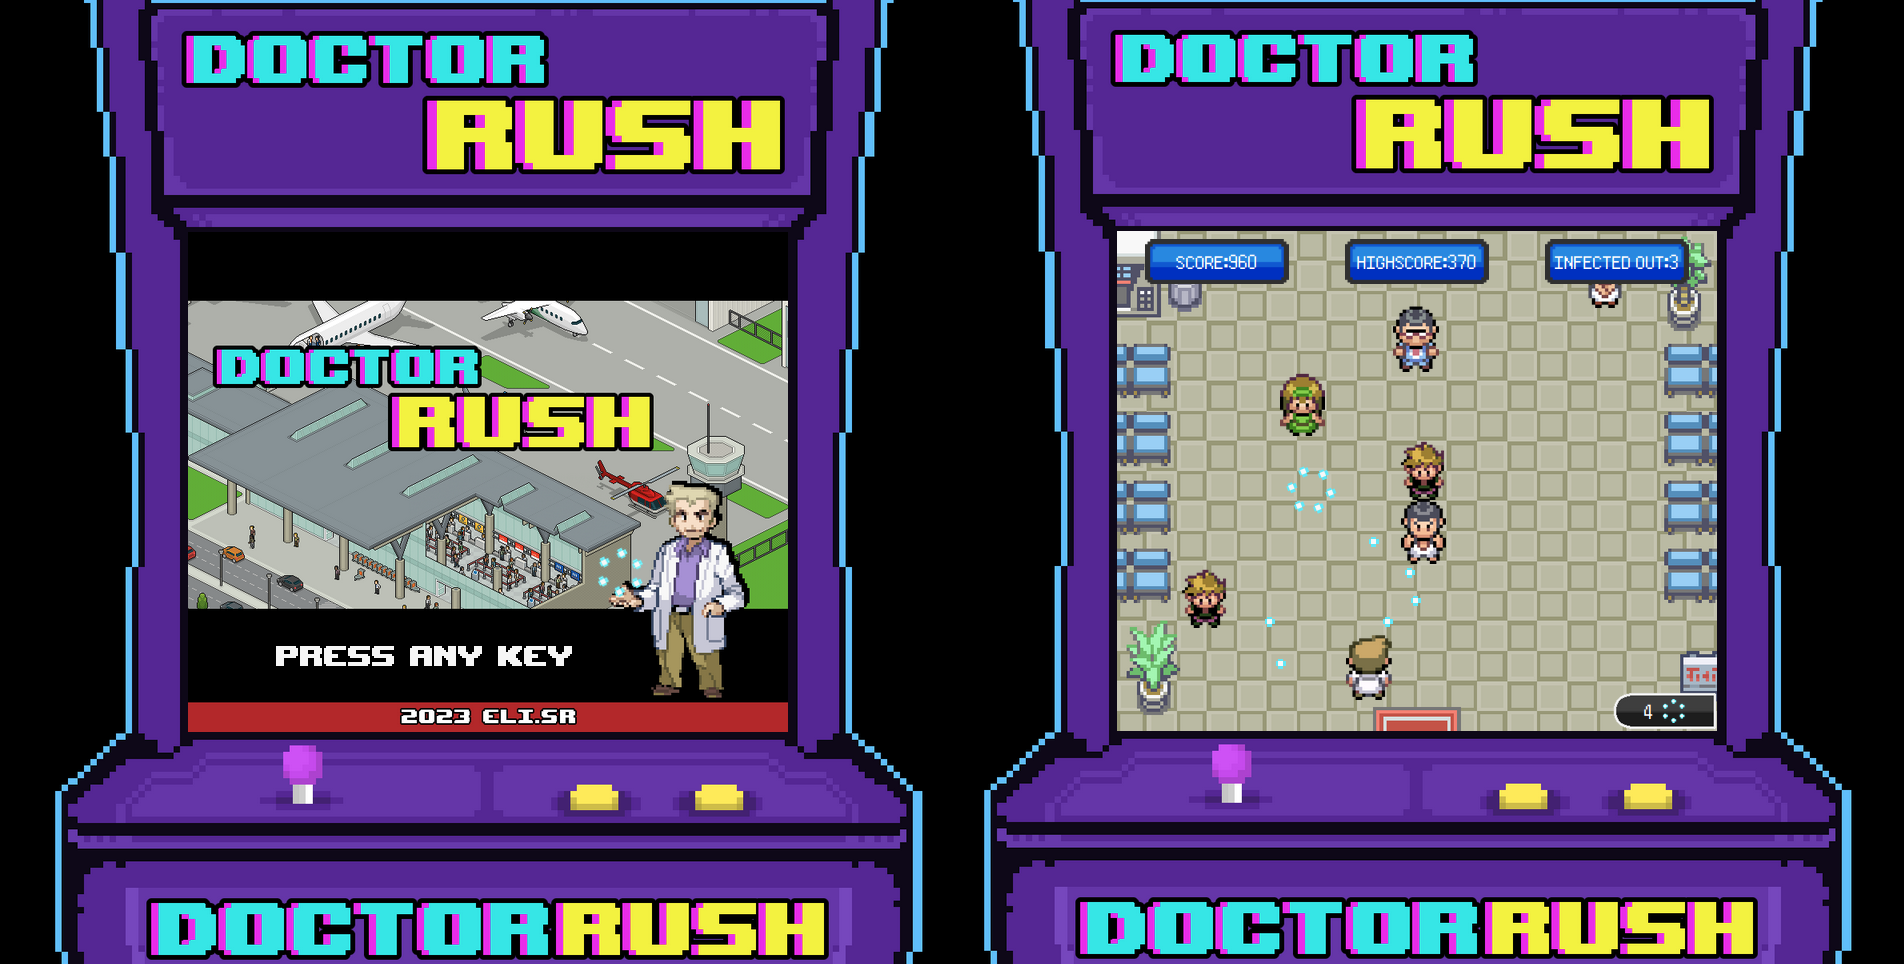 DOCTOR
RUSH
DOCTOR
RUSH
PRESS ANY KEY
2023 ELI.SR
DOCTORRUSH
DOCTOR
RUSH
SCORE:960
HIGHSCORE:370
INFECTED OUT:3
4
DOCTORRUSH